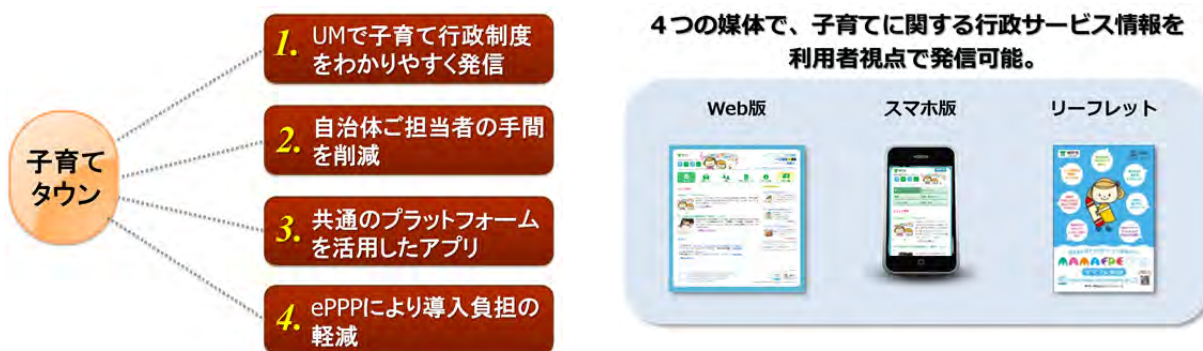 子育て
タウン
1. UMで子育て行政制度
をわかりやすく発信
2. 自治体ご担当者の手間
を削減
3. 共通のプラットフォーム
を活用したアプリ
4. ePPPにより導入負担の
軽減
4つの媒体で、子育てに関する行政サービス情報を
利用者視点で発信可能。
Web版
スマホ版
リーフレット
MAMAFRE